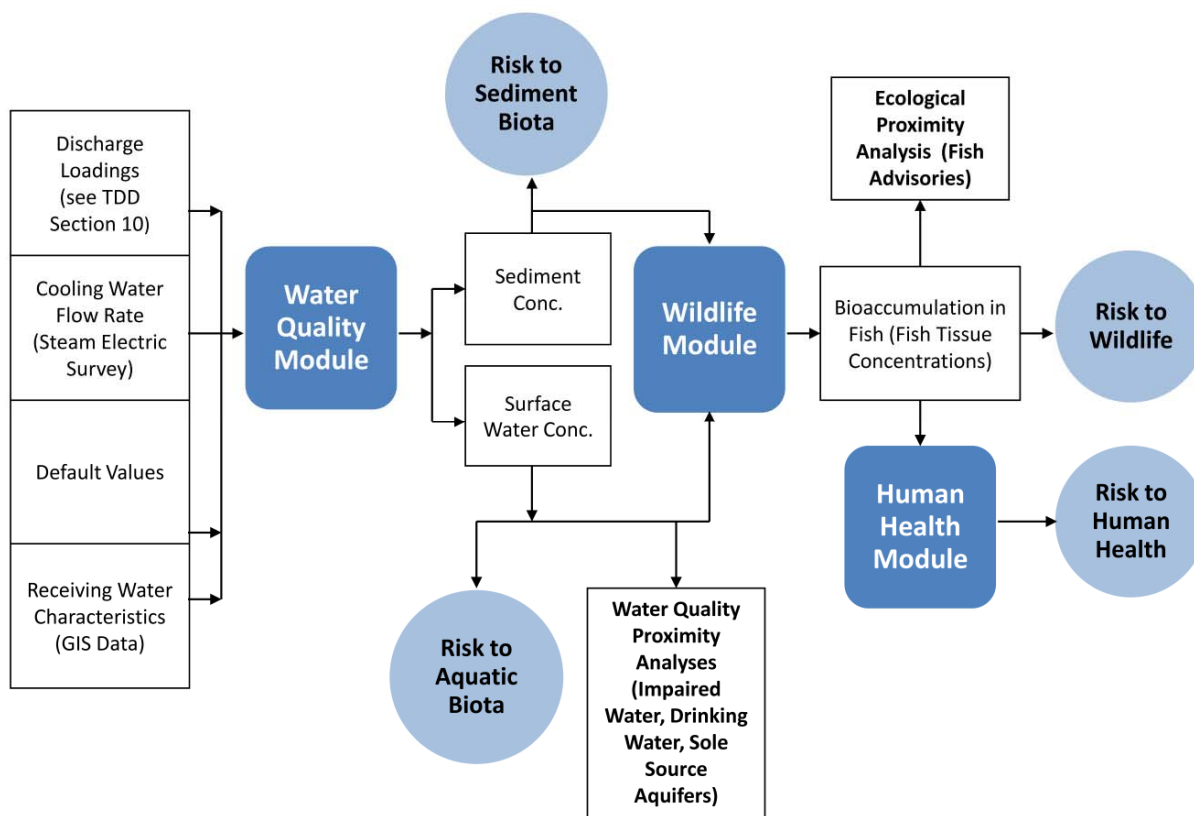 Discharge
Loadings
(see TDD
Section 10)
Cooling Water
Flow Rate
(Steam Electric
Survey)
Default Values
Receiving Water
Characteristics
(GIS Data)
Water
Quality
Module
Risk to
Sediment
Biota
Sediment
Conc.
Surface
Water Conc.
Risk to
Aquatic
Biota
Wildlife
Module
Water Quality
Proximity
Analyses
(Impaired
Water, Drinking
Water, Sole
Source
Aquifers)
Ecological
Proximity
Analysis (Fish
Advisories)
Bioaccumulation in
Fish (Fish Tissue
Concentrations)
Risk to
Wildlife
Human
Health
Module
Risk to
Human
Health